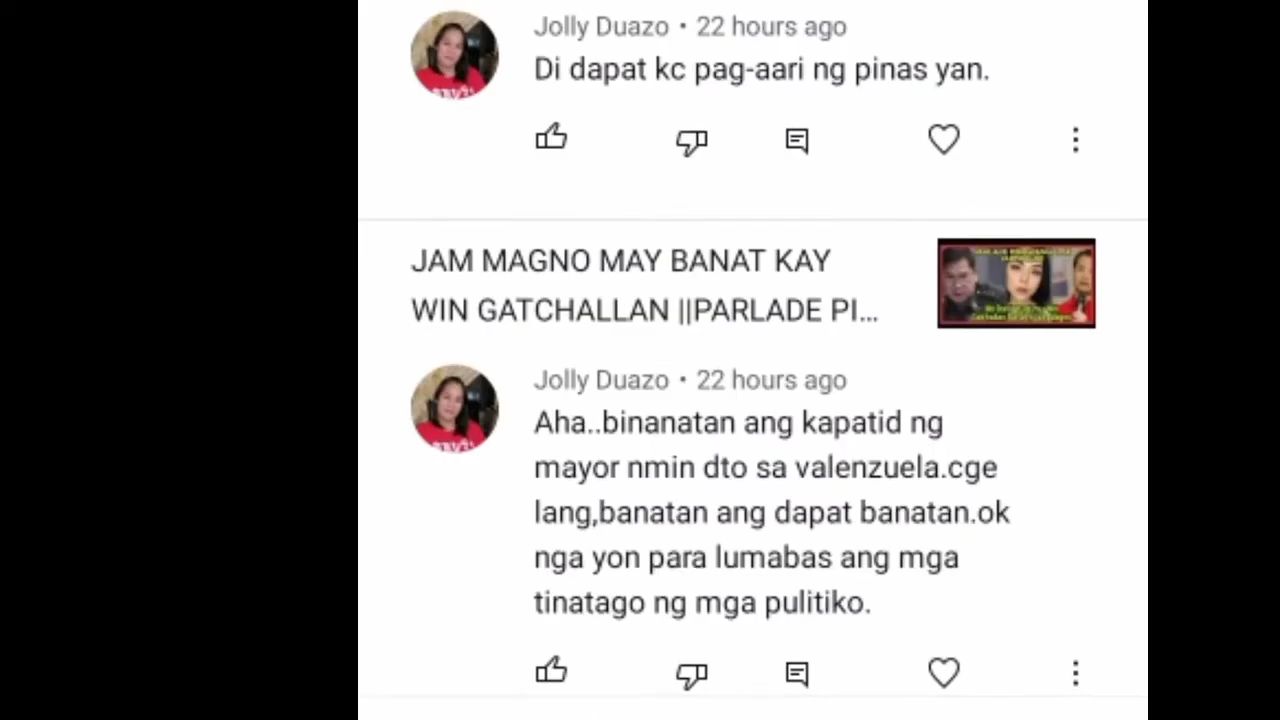 Jolly Duazo • 22 hours ago
Di dapat kc pag-aari ng pinas yan.
JAM MAGNO MAY BANAT KAY
WIN GATCHALLAN ||PARLADE PI...
Jolly Duazo • 22 hours ago
Aha..binanatan ang kapatid ng
mayor nmin dto sa valenzuela.cge
lang,banatan ang dapat banatan.ok
nga yon para lumabas ang mga
tinatago ng mga pulitiko.